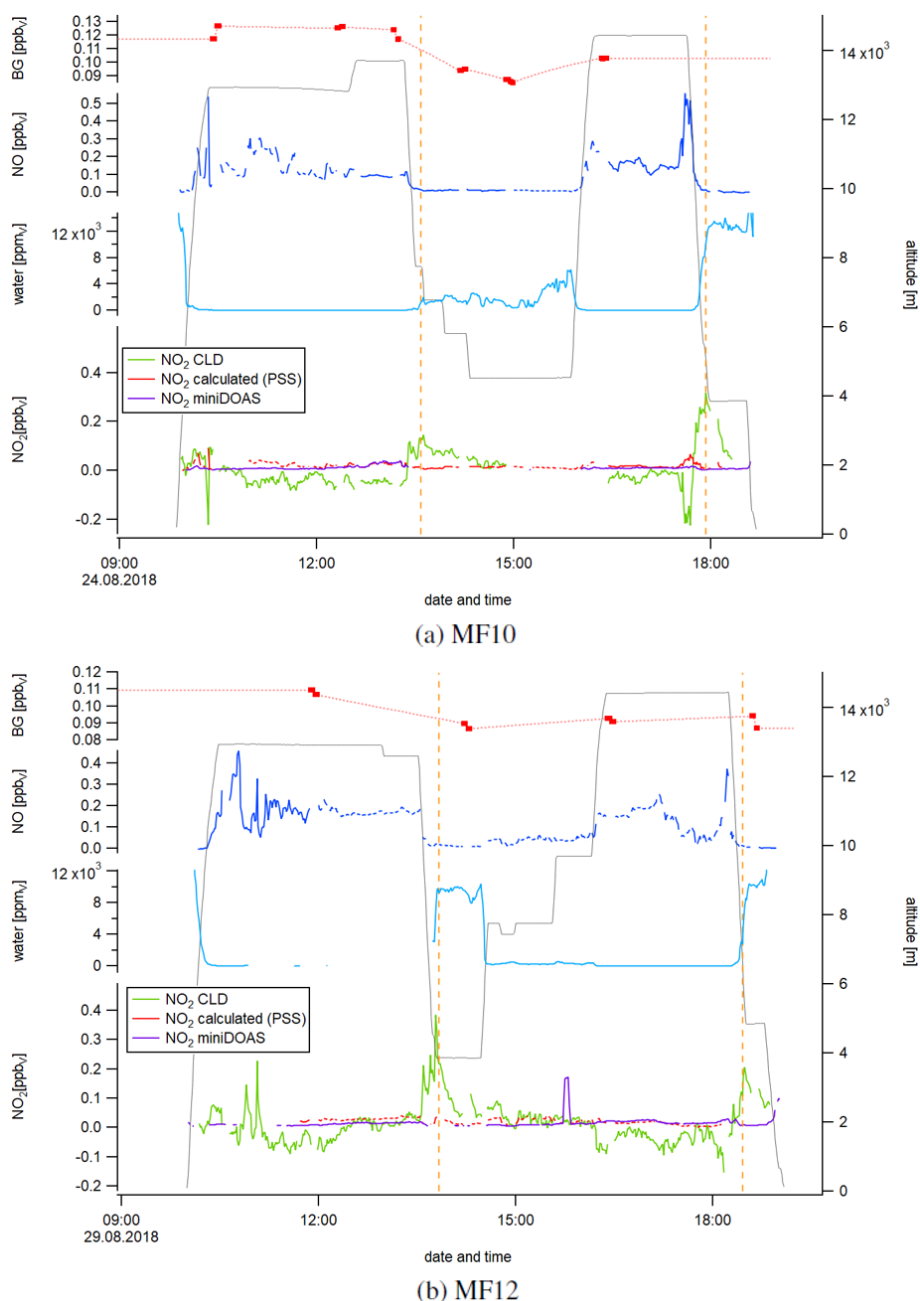 BG [ppbV]
0.13
0.12
0.11
0.10
0.09
NO [ppbV]
0.5
0.4
0.3
0.2
0.1
0.0
water [ppmV]
12 x10³
8
4
0
NO₂[ppbV]
0.4
0.2
0.0
-0.2
NO₂ CLD
NO₂ calculated (PSS)
NO₂ miniDOAS
14 x10³
12
10
8
6
4
2
0
altitude [m]
09:00 12:00 15:00 18:00
24.08.2018
date and time
(a) MF10
BG [ppbV]
0.12
0.11
0.10
0.09
0.08
NO [ppbV]
0.4
0.3
0.2
0.1
0.0
water [ppmV]
12 x10³
8
4
0
NO₂[ppbV]
0.4
0.3
0.2
0.1
0.0
-0.1
-0.2
NO₂ CLD
NO₂ calculated (PSS)
NO₂ miniDOAS
14 x10³
12
10
8
6
4
2
0
altitude [m]
09:00 12:00 15:00 18:00
29.08.2018
date and time
(b) MF12